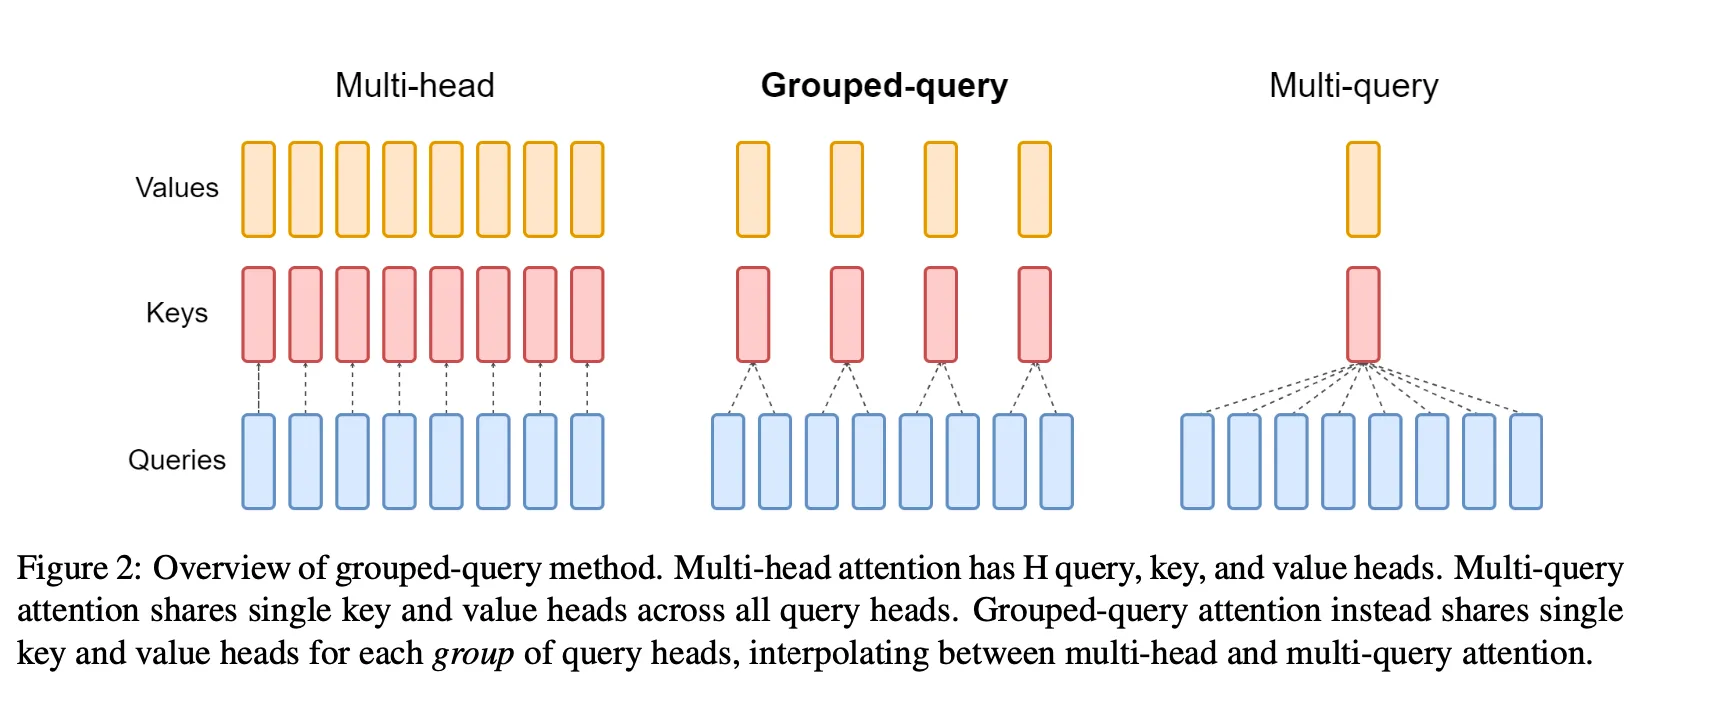 Multi-head
Grouped-query
Multi-query
Values
Keys
Queries
Figure 2: Overview of grouped-query method. Multi-head attention has H query, key, and value heads. Multi-query
attention shares single key and value heads across all query heads. Grouped-query attention instead shares single
key and value heads for each group of query heads, interpolating between multi-head and multi-query attention.